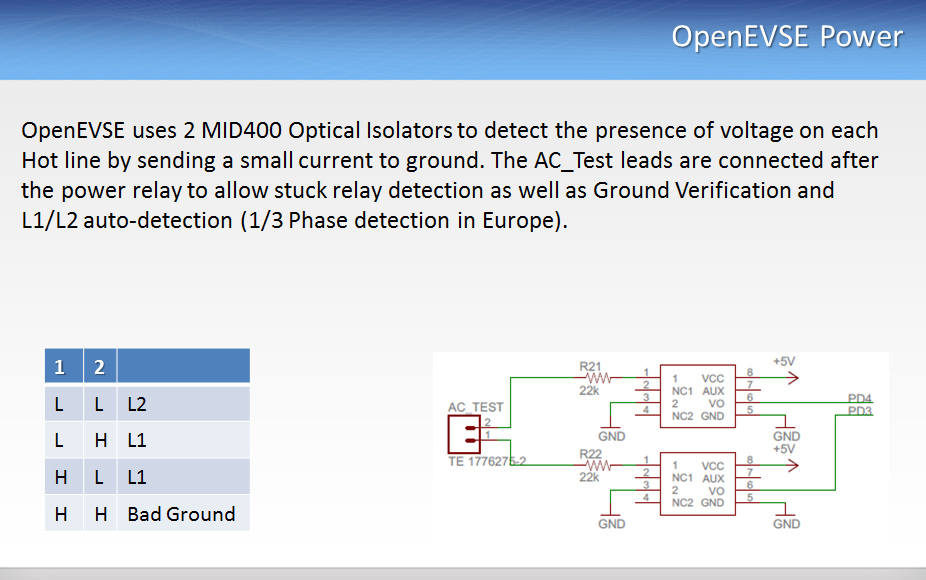 OpenEVSE Power
OpenEVSE uses 2 MID400 Optical Isolators to detect the presence of voltage on each
Hot line by sending a small current to ground. The AC_Test leads are connected after
the power relay to allow stuck relay detection as well as Ground Verification and
L1/L2 auto-detection (1/3 Phase detection in Europe).
1 2
L L L2
L H L1
H L L1
H H Bad Ground
AC_TEST
2
1
TE 1776275-2
R21
22k
1
2
3
4
GND
1 VCC
NC1 AUX
2 VO
NC2 GND
8
7
6
5
+5V
GND
PD4
PD3
R22
22k
1
2
3
4
GND
1 VCC
NC1 AUX
2 VO
NC2 GND
8
7
6
5
+5V
GND